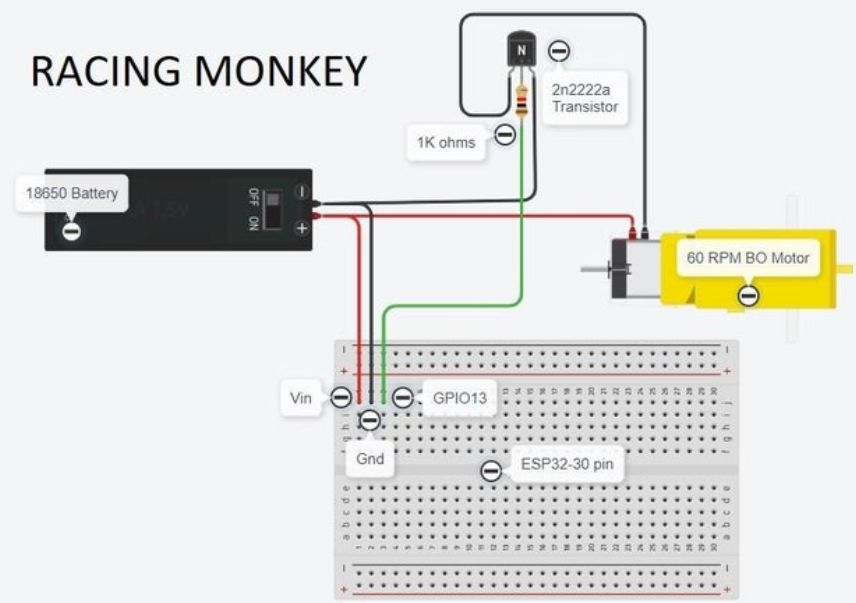 RACING MONKEY
N
2n2222a
Transistor
1K ohms
18650 Battery
OFF
ON
60 RPM BO Motor
Vin
GPIO13
Gnd
ESP32-30 pin